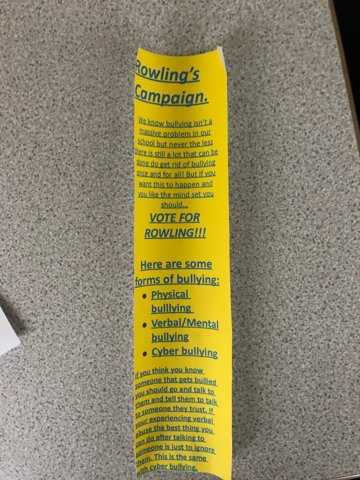 Rowling's
Campaign.
We know bullying isn't a
massive problem in our
school but never the less
there is still a lot that can be
done do get rid of bullying
once and for all! But if you
want this to happen and
you like the mind set you
should...
VOTE FOR
ROWLING!!!
Here are some
forms of bullying:
• Physical
bulllying
• Verbal/Mental
bullying
• Cyber bullying
If you think you know
someone that gets bullied
you should go and talk to
them and tell them to talk
to someone they trust. If
your experiencing verbal
abuse the best thing you
can do after talking to
someone is just to ignore
them. This is the same
with cyber bullying.